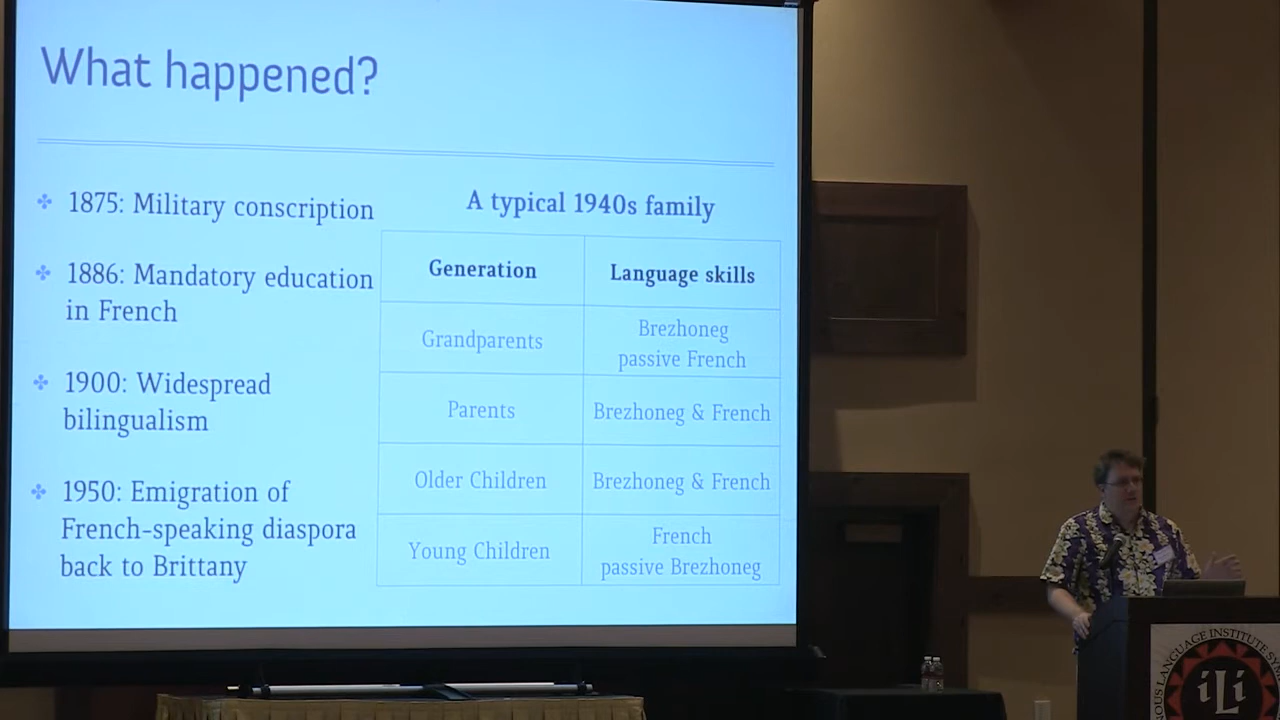 What happened?
1875: Military conscription
1886: Mandatory education
in French
1900: Widespread
bilingualism
1950: Emigration of
French-speaking diaspora
back to Brittany
A typical 1940s family
Generation Language skills
Grandparents Brezhoneg
passive French
Parents Brezhoneg & French
Older Children Brezhoneg & French
Young Children French
passive Brezhoneg
LANGUAGE INSTITUTE
iLi